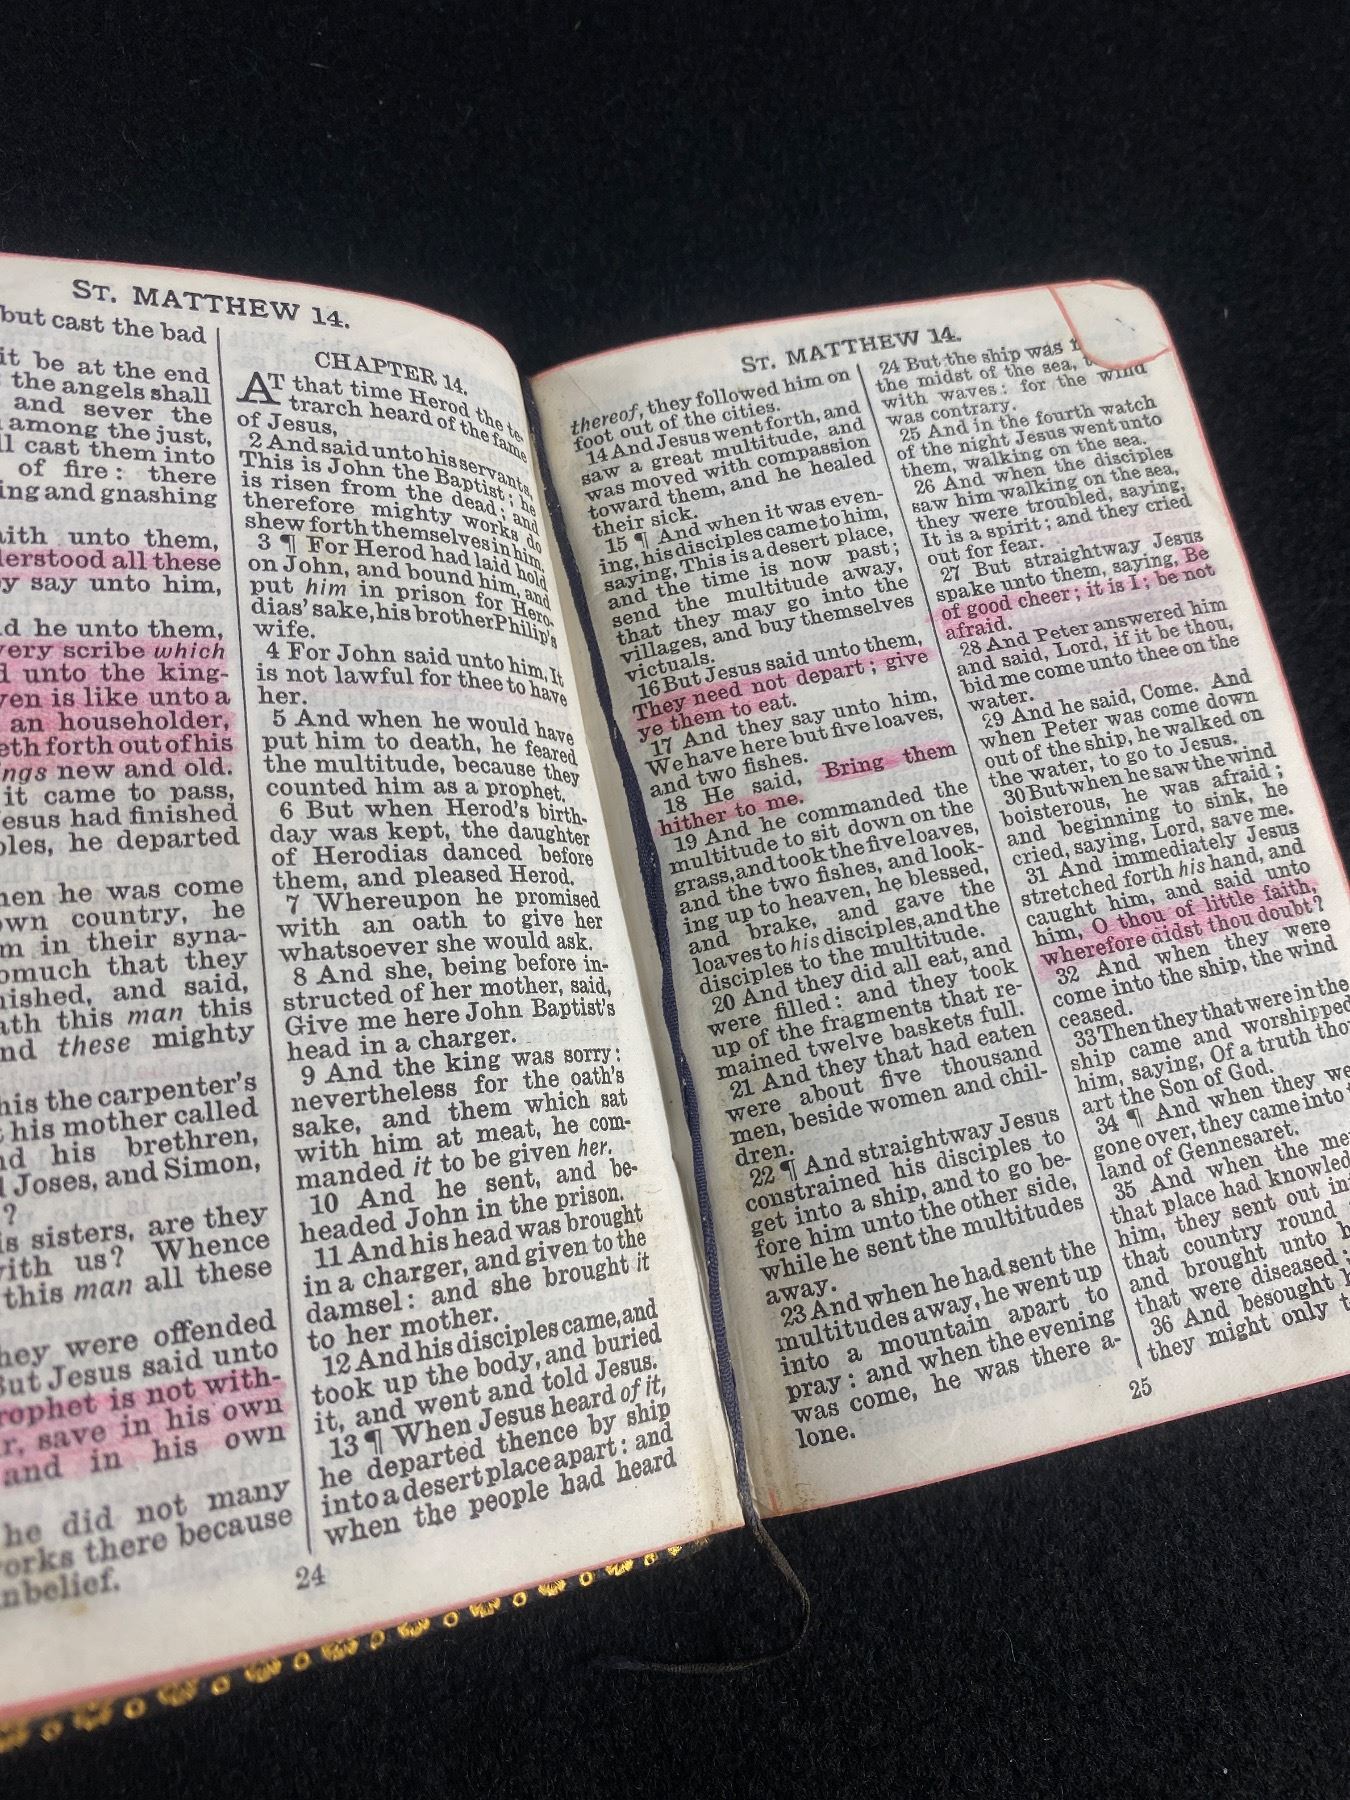 ST. MATTHEW 14.
but cast the bad
it be at the end
the angels shall
and sever the
among the just,
cast them into
of fire: there
ing and gnashing
unto them,
all these
say unto him,
he unto them,
scribe which
unto the king-
is like unto a
an householder,
forth out of his
new and old.
it came to pass,
had finished
he departed
he was come
country, he
in their syna-
that they
and said,
this man this
these mighty
the carpenter's
his mother called
his brethren,
Joses, and Simon,
?
sisters, are they
us? Whence
this man all these
were offended
But Jesus said unto
is not with-
save in his own
and in his own
he did not many
there because
CHAPTER 14.
AT that time Herod the te-
trarch heard of the fame
of Jesus,
2 And said unto his servants,
This is John the Baptist; he
is risen from the dead; and
therefore mighty works do
shew forth themselves in him.
3 ¶ For Herod had laid hold
on John, and bound him, and
put him in prison for Hero-
dias' sake, his brother Philip's
wife.
4 For John said unto him, It
is not lawful for thee to have
her.
5 And when he would have
put him to death, he feared
the multitude, because they
counted him as a prophet.
6 But when Herod's birth-
day was kept, the daughter
of Herodias danced before
them, and pleased Herod.
7 Whereupon he promised
with an oath to give her
whatsoever she would ask.
8 And she, being before in-
structed of her mother, said,
Give me here John Baptist's
head in a charger.
9 And the king was sorry:
nevertheless for the oath's
sake, and them which sat
with him at meat, he com-
manded it to be given her.
10 And he sent, and be-
headed John in the prison.
11 And his head was brought
in a charger, and given to the
damsel: and she brought it
to her mother.
12 And his disciples came, and
took up the body, and buried
it, and went and told Jesus.
13 ¶ When Jesus heard of it,
he departed thence by ship
into a desert place apart: and
when the people had heard
24
ST. MATTHEW 14.
thereof, they followed him on
foot out of the cities.
14 And Jesus went forth, and
saw a great multitude, and
was moved with compassion
toward them, and he healed
their sick.
15 ¶ And when it was even-
ing, his disciples came to him,
saying, This is a desert place,
and the time is now past;
send the multitude away,
that they may go into the
villages, and buy themselves
victuals.
16 But Jesus said unto them,
They need not depart; give
ye them to eat.
17 And they say unto him,
We have here but five loaves,
and two fishes.
18 He said, Bring them
hither to me.
19 And he commanded the
multitude to sit down on the
grass, and took the five loaves,
and the two fishes, and look-
ing up to heaven, he blessed,
and brake, and gave the
loaves to his disciples, and the
disciples to the multitude.
20 And they did all eat, and
were filled: and they took
up of the fragments that re-
mained twelve baskets full.
21 And they that had eaten
were about five thousand
men, beside women and chil-
dren.
22 ¶ And straightway Jesus
constrained his disciples to
get into a ship, and to go be-
fore him unto the other side,
while he sent the multitudes
away.
23 And when he had sent the
multitudes away, he went up
into a mountain apart to
pray: and when the evening
was come, he was there a-
lone.
24 But the ship was
the midst of the sea,
with waves: for the wind
was contrary.
25 And in the fourth watch
of the night Jesus went unto
them, walking on the sea.
26 And when the disciples
saw him walking on the sea,
they were troubled, saying,
It is a spirit; and they cried
out for fear.
27 But straightway Jesus
spake unto them, saying, Be
of good cheer; it is I; be not
afraid.
28 And Peter answered him
and said, Lord, if it be thou,
bid me come unto thee on the
water.
29 And he said, Come. And
when Peter was come down
out of the ship, he walked on
the water, to go to Jesus.
30 But when he saw the wind
boisterous, he was afraid;
and beginning to sink, he
cried, saying, Lord, save me.
31 And immediately Jesus
stretched forth his hand, and
caught him, and said unto
him, O thou of little faith,
wherefore didst thou doubt?
32 And when they were
come into the ship, the wind
ceased.
33 Then they that were in the
ship came and worshipped
him, saying, Of a truth thou
art the Son of God.
34 ¶ And when they
gone over, they came into
land of Gennesaret.
35 And when the
that place had
him, they sent out
that country round
and brought unto
that were diseased;
36 And besought
they might only
25